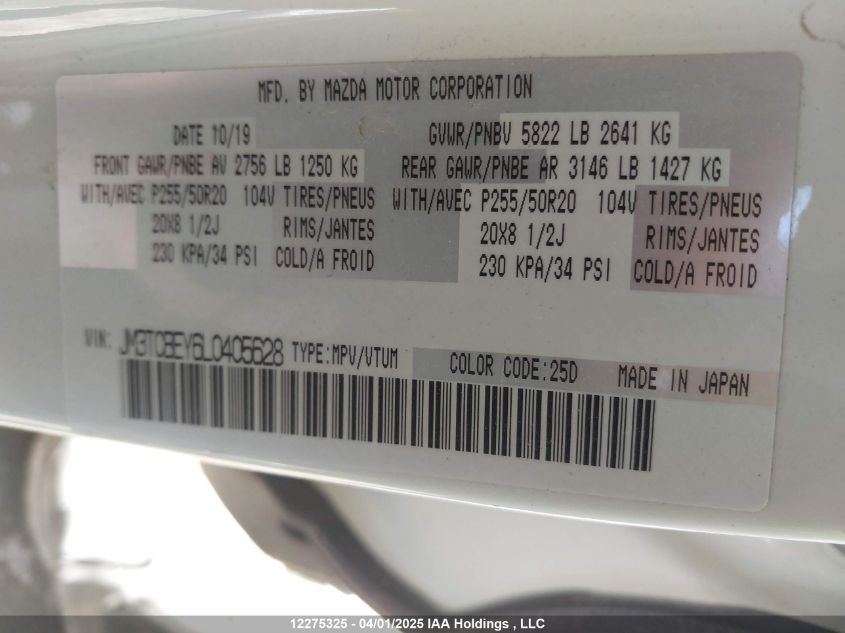 MFD. BY MAZDA MOTOR CORPORATION
DATE 10/19 GVWR/PNBV 5822 LB 2641 KG
FRONT GAWR/PNBE AV 2756 LB 1250 KG REAR GAWR/PNBE AR 3146 LB 1427 KG
WITH/AVEC P255/50R20 104V TIRES/PNEUS WITH/AVEC P255/50R20 104V TIRES/PNEUS
20X8 1/2J RIMS/JANTES 20X8 1/2J RIMS/JANTES
230 KPA/34 PSI COLD/A FROID 230 KPA/34 PSI COLD/A FROID
VIN: JM3TCBEY6L0405628 TYPE:MPV/VTUM COLOR CODE:25D MADE IN JAPAN
12275325 - 04/01/2025 IAA Holdings , LLC